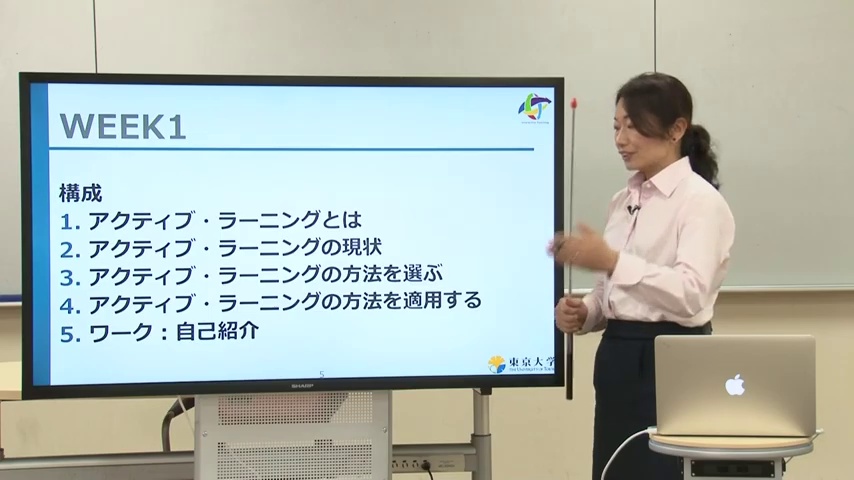 WEEK1
構成
1. アクティブ・ラーニングとは
2. アクティブ・ラーニングの現状
3. アクティブ・ラーニングの方法を選ぶ
4. アクティブ・ラーニングの方法を適用する
5. ワーク：自己紹介
5
東京大学
SHARP